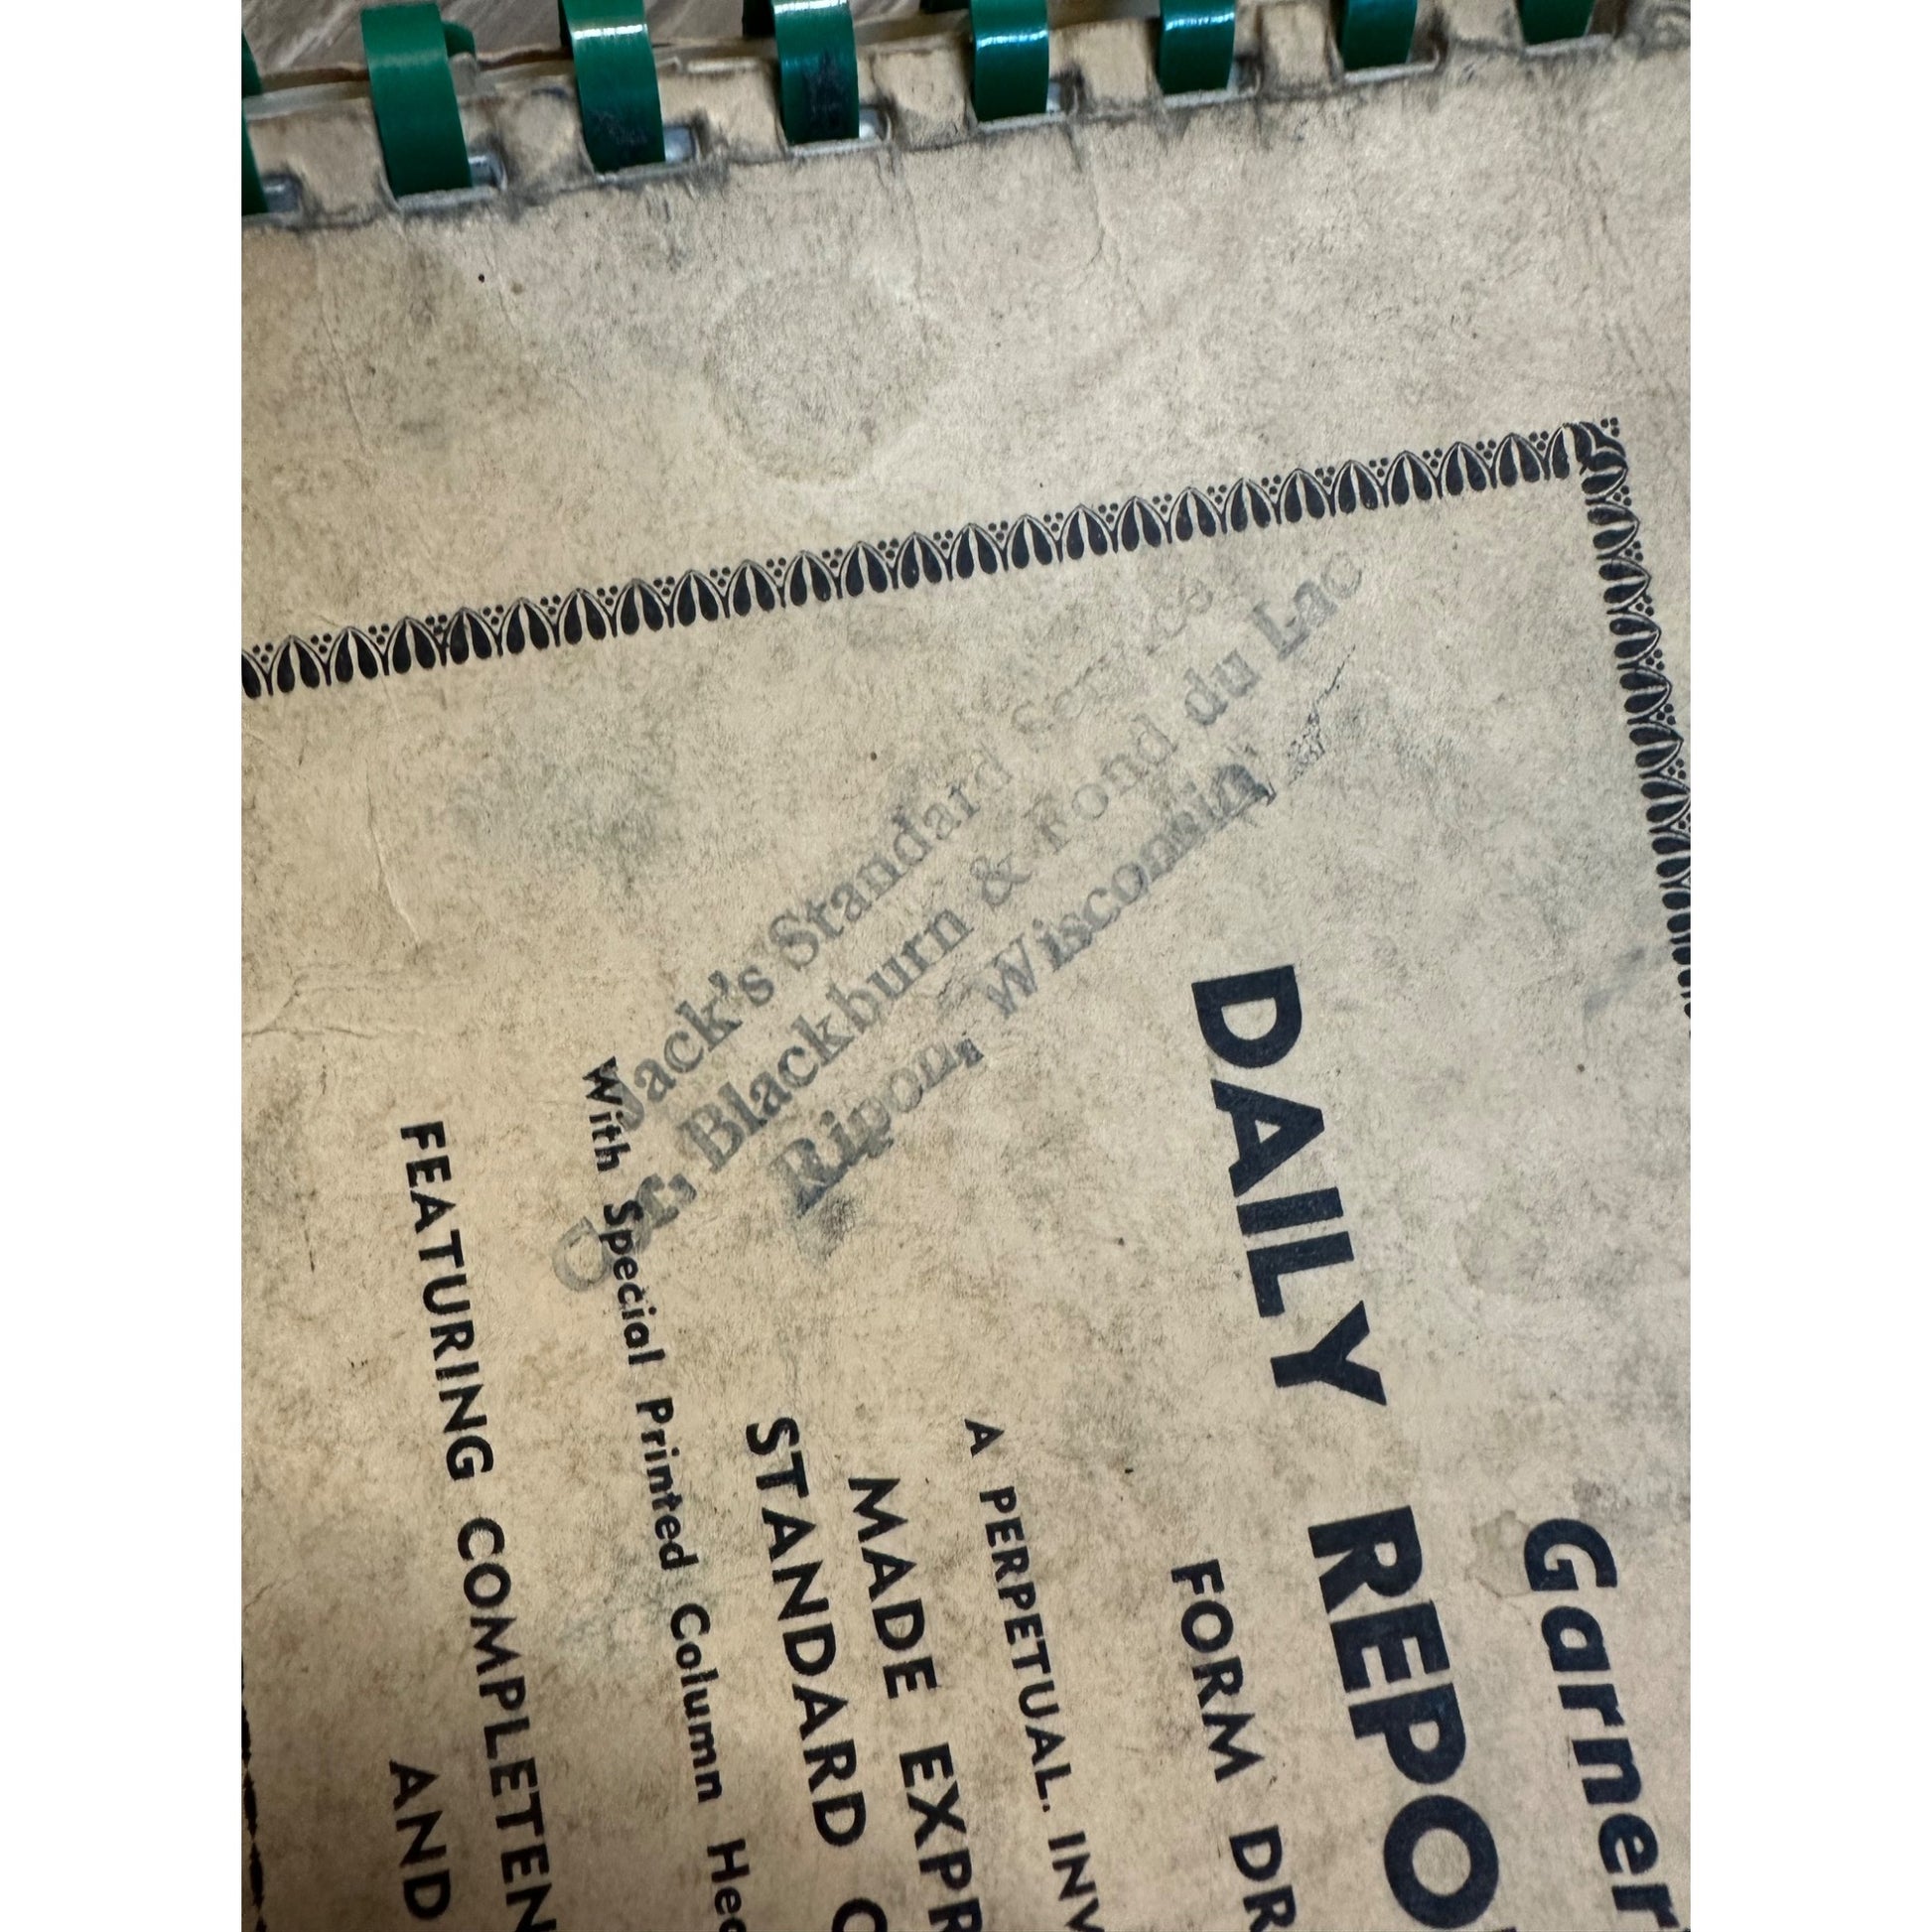 Jack's Standard Service
Cor. Blackburn & Fond du Lac
Ripon, Wisconsin
Garner
DAILY REPO
FORM DR
A PERPETUAL. INV
MADE EXPR
STANDARD
With Special Printed Column Hea
FEATURING COMPLETEN
AND